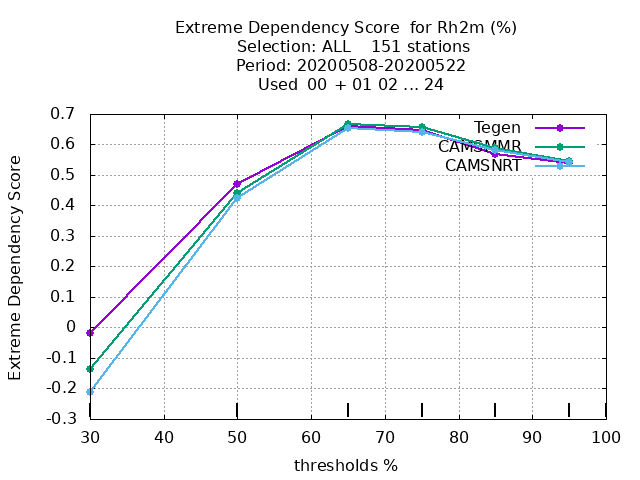 Extreme Dependency Score  for Rh2m (%)
Selection: ALL    151 stations
Period: 20200508-20200522
Used  00  + 01 02 ... 24
Extreme Dependency Score
0.7
0.6
0.5
0.4
0.3
0.2
0.1
0
-0.1
-0.2
-0.3
Tegen
CAMSMMR
CAMSNRT
30 40 50 60 70 80 90 100
thresholds %